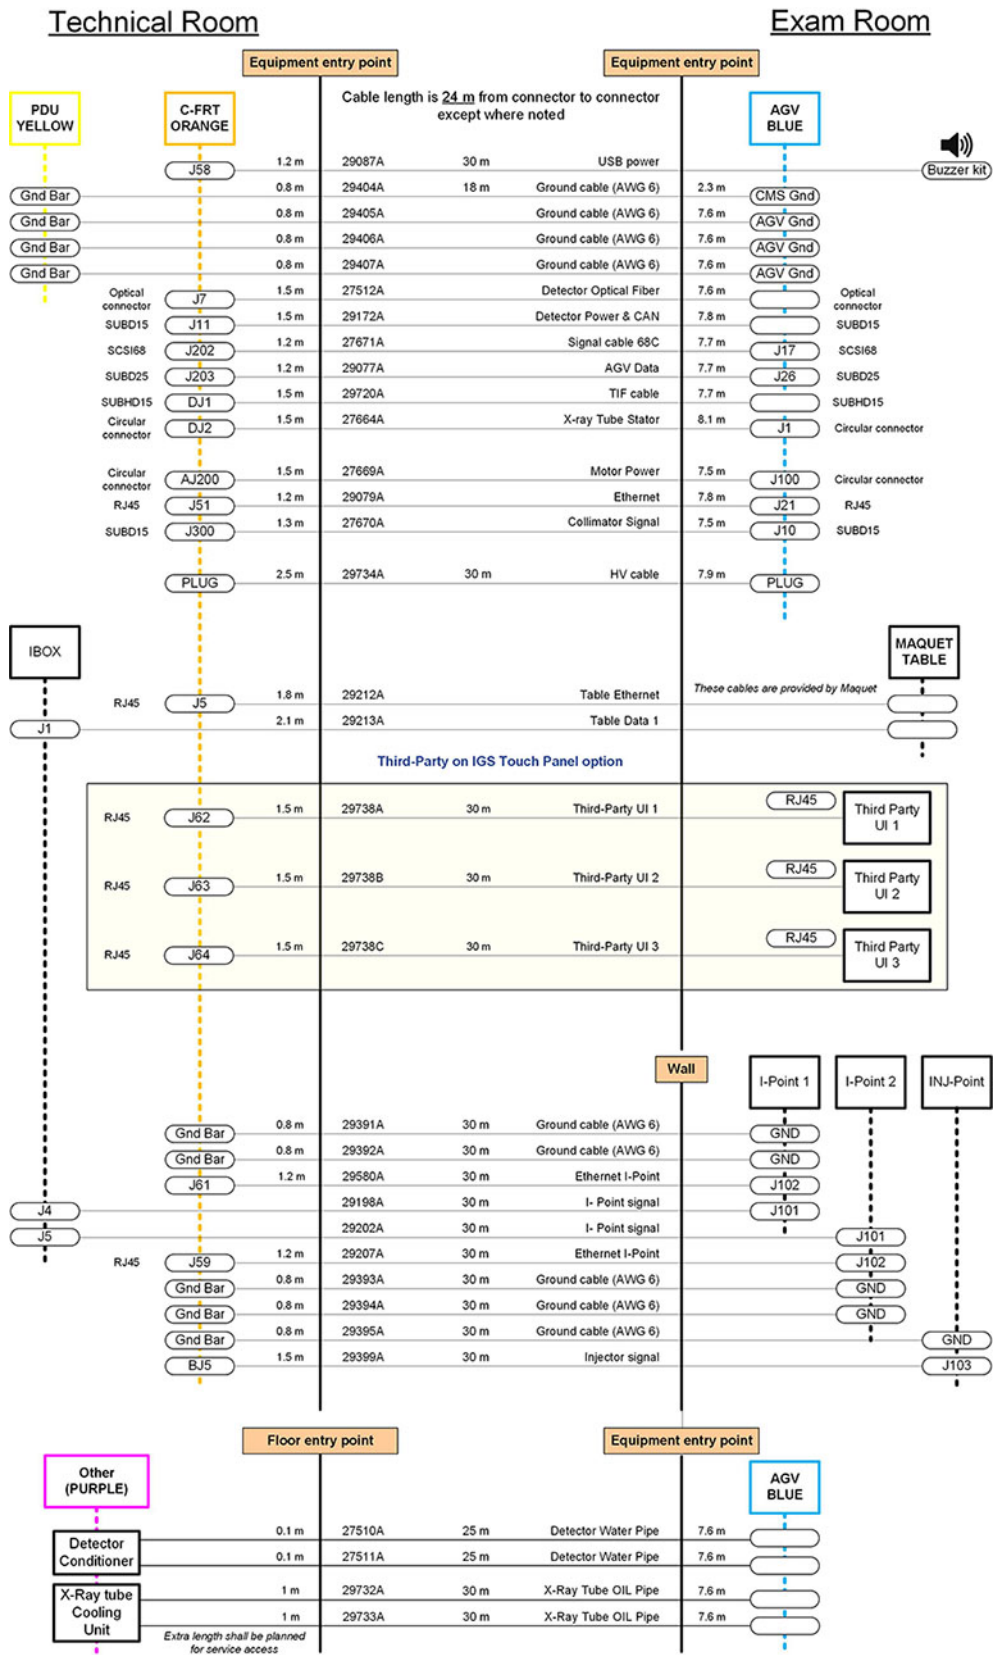 Technical Room
Exam Room
Equipment entry point
Equipment entry point
Cable length is 24 m from connector to connector
except where noted
PDU
YELLOW
C-FRT
ORANGE
AGV
BLUE
J58 1.2 m 29087A 30 m USB power Buzzer kit
Gnd Bar 0.8 m 29404A 18 m Ground cable (AWG 6) 2.3 m CMS Gnd
Gnd Bar 0.8 m 29405A Ground cable (AWG 6) 7.6 m AGV Gnd
Gnd Bar 0.8 m 29406A Ground cable (AWG 6) 7.6 m AGV Gnd
Gnd Bar 0.8 m 29407A Ground cable (AWG 6) 7.6 m AGV Gnd
Optical
connector
J7 1.5 m 27512A Detector Optical Fiber 7.6 m
Optical
connector
SUBD15 J11 1.5 m 29172A Detector Power & CAN 7.8 m SUBD15
SCSI68 J202 1.2 m 27671A Signal cable 68C 7.7 m J17 SCSI68
SUBD25 J203 1.2 m 29077A AGV Data 7.7 m J26 SUBD25
SUBHD15 DJ1 1.5 m 29720A TIF cable 7.7 m SUBHD15
Circular
connector
DJ2 1.5 m 27664A X-ray Tube Stator 8.1 m J1 Circular connector
Circular
connector
AJ200 1.5 m 27669A Motor Power 7.5 m J100 Circular connector
RJ45 J51 1.2 m 29079A Ethernet 7.8 m J21 RJ45
SUBD15 J300 1.3 m 27670A Collimator Signal 7.5 m J10 SUBD15
PLUG 2.5 m 29734A 30 m HV cable 7.9 m PLUG
IBOX
MAQUET
TABLE
These cables are provided by Maquet
RJ45 J5 1.8 m 29212A Table Ethernet
J1 2.1 m 29213A Table Data 1
Third-Party on IGS Touch Panel option
RJ45 J62 1.5 m 29738A 30 m Third-Party UI 1 RJ45
Third Party
UI 1
RJ45 J63 1.5 m 29738B 30 m Third-Party UI 2 RJ45
Third Party
UI 2
RJ45 J64 1.5 m 29738C 30 m Third-Party UI 3 RJ45
Third Party
UI 3
Wall
I-Point 1
I-Point 2
INJ-Point
Gnd Bar 0.8 m 29391A 30 m Ground cable (AWG 6) GND
Gnd Bar 0.8 m 29392A 30 m Ground cable (AWG 6) GND
J61 1.2 m 29580A 30 m Ethernet I-Point J102
J4 29198A 30 m I- Point signal J101
J5 29202A 30 m I- Point signal J101
RJ45 J59 1.2 m 29207A 30 m Ethernet I-Point J102
Gnd Bar 0.8 m 29393A 30 m Ground cable (AWG 6) GND
Gnd Bar 0.8 m 29394A 30 m Ground cable (AWG 6) GND
Gnd Bar 0.8 m 29395A 30 m Ground cable (AWG 6) GND
BJ5 1.5 m 29399A 30 m Injector signal J103
Floor entry point
Equipment entry point
Other
(PURPLE)
AGV
BLUE
Detector
Conditioner
0.1 m 27510A 25 m Detector Water Pipe 7.6 m
0.1 m 27511A 25 m Detector Water Pipe 7.6 m
X-Ray tube
Cooling
Unit
1 m 29732A 30 m X-Ray Tube OIL Pipe 7.6 m
1 m 29733A 30 m X-Ray Tube OIL Pipe 7.6 m
Extra length shall be planned
for service access